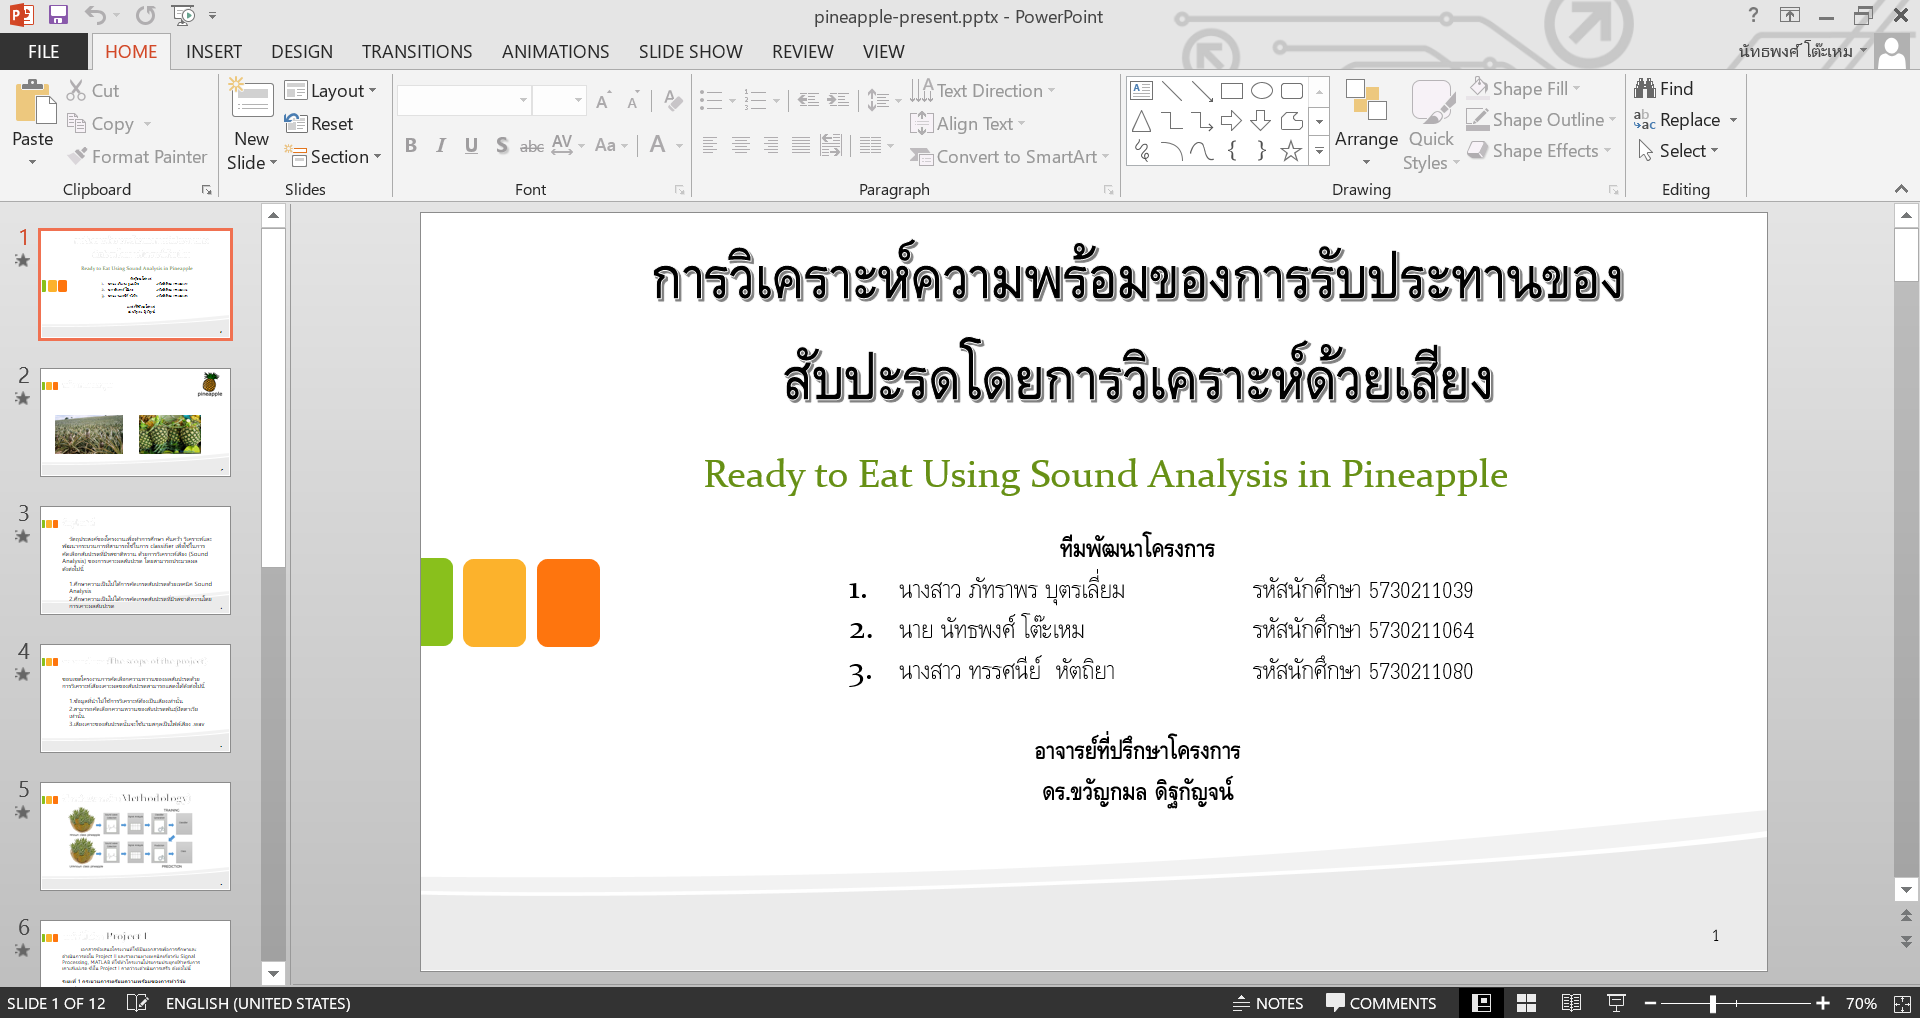 pineapple-present.pptx - PowerPoint
FILE HOME INSERT DESIGN TRANSITIONS ANIMATIONS SLIDE SHOW REVIEW VIEW
นัทธพงศ์ โต๊ะเหม
Paste
Cut
Copy
Format Painter
Clipboard
New Slide
Layout
Reset
Section
Slides
Font
Text Direction
Align Text
Convert to SmartArt
Paragraph
Arrange
Quick Styles
Shape Fill
Shape Outline
Shape Effects
Drawing
Find
Replace
Select
Editing
1
2
3
4
5
6
pineapple
Methodology
Project I
การวิเคราะห์ความพร้อมของการรับประทานของ
สับปะรดโดยการวิเคราะห์ด้วยเสียง
Ready to Eat Using Sound Analysis in Pineapple
ทีมพัฒนาโครงการ
1. นางสาว ภัทราพร บุตรเลี่ยม รหัสนักศึกษา 5730211039
2. นาย นัทธพงศ์ โต๊ะเหม รหัสนักศึกษา 5730211064
3. นางสาว ทรรศนีย์ หัตถิยา รหัสนักศึกษา 5730211080
อาจารย์ที่ปรึกษาโครงการ
ดร.ขวัญกมล ดิฐกัญจน์
1
SLIDE 1 OF 12 ENGLISH (UNITED STATES) NOTES COMMENTS 70%